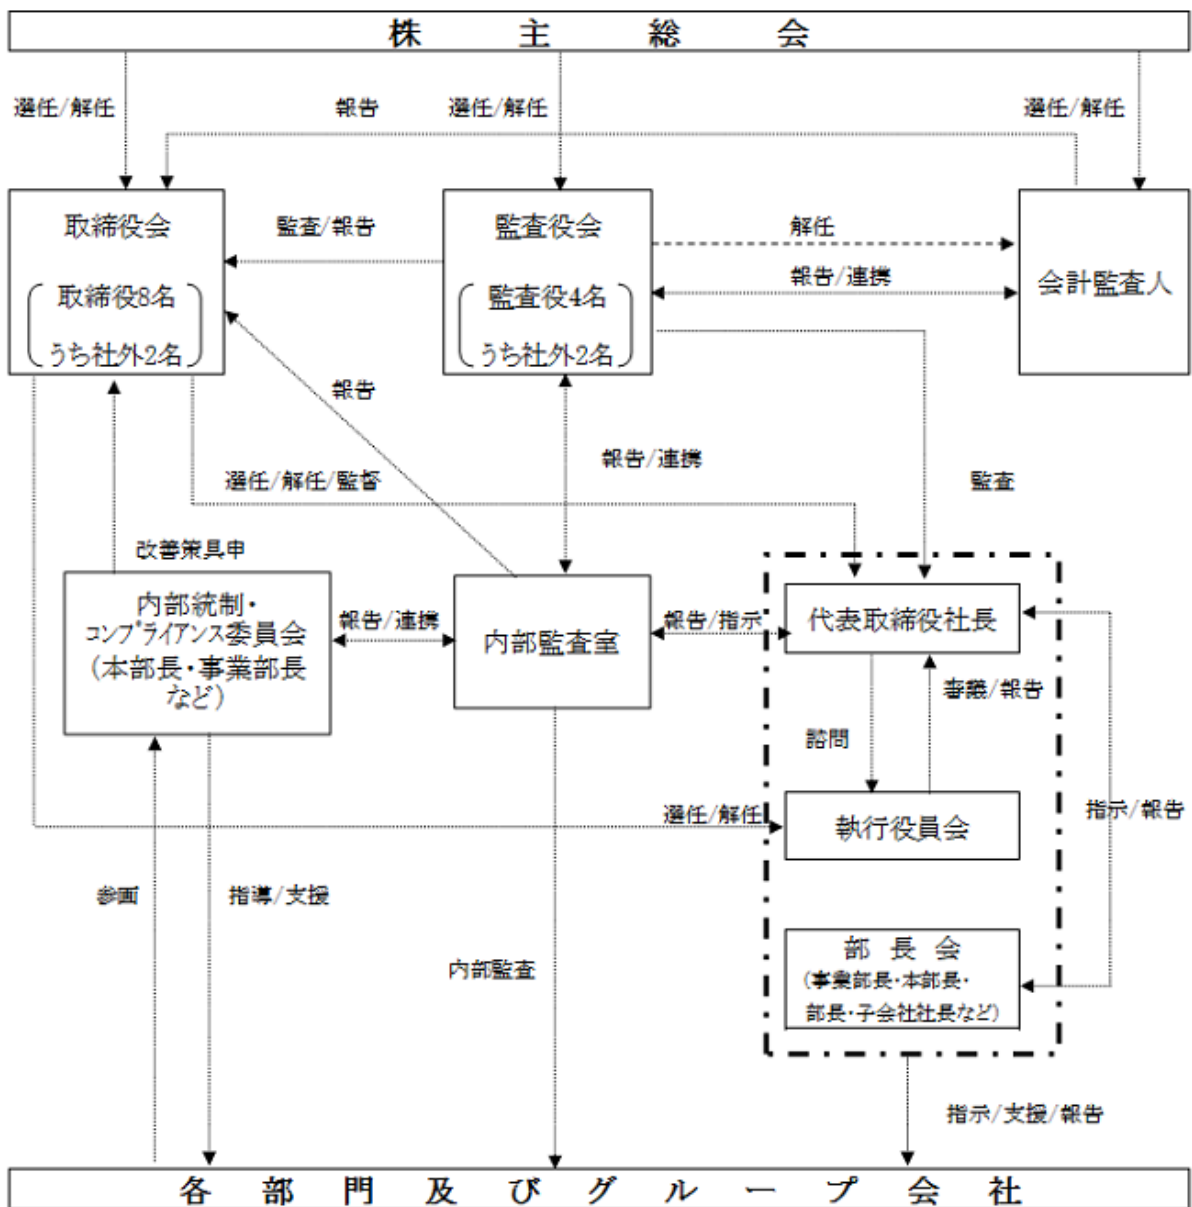 株主総会
選任/解任
報告
選任/解任
選任/解任
取締役会
取締役8名
うち社外2名
監査/報告
監査役会
監査役4名
うち社外2名
解任
報告/連携
会計監査人
報告
報告/連携
選任/解任/監督
監査
改善策具申
内部統制・
コンプライアンス委員会
(本部長・事業部長
など)
報告/連携
内部監査室
報告/指示
代表取締役社長
審議/報告
諮問
選任/解任
執行役員会
指示/報告
参画
指導/支援
内部監査
部長会
(事業部長・本部長・
部長・子会社社長など)
指示/支援/報告
各部門及びグループ会社